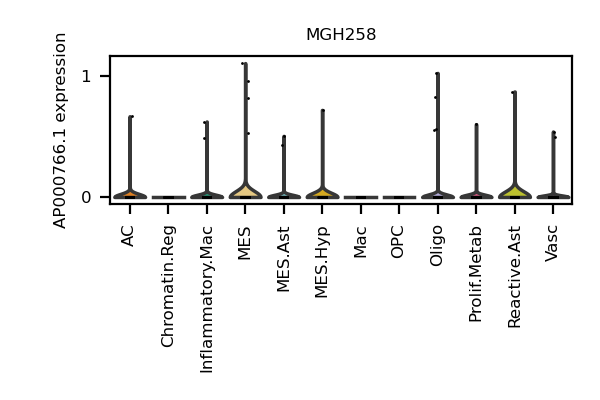 MGH258
AP000766.1 expression
1
0
AC
Chromatin.Reg
Inflammatory.Mac
MES
MES.Ast
MES.Hyp
Mac
OPC
Oligo
Prolif.Metab
Reactive.Ast
Vasc